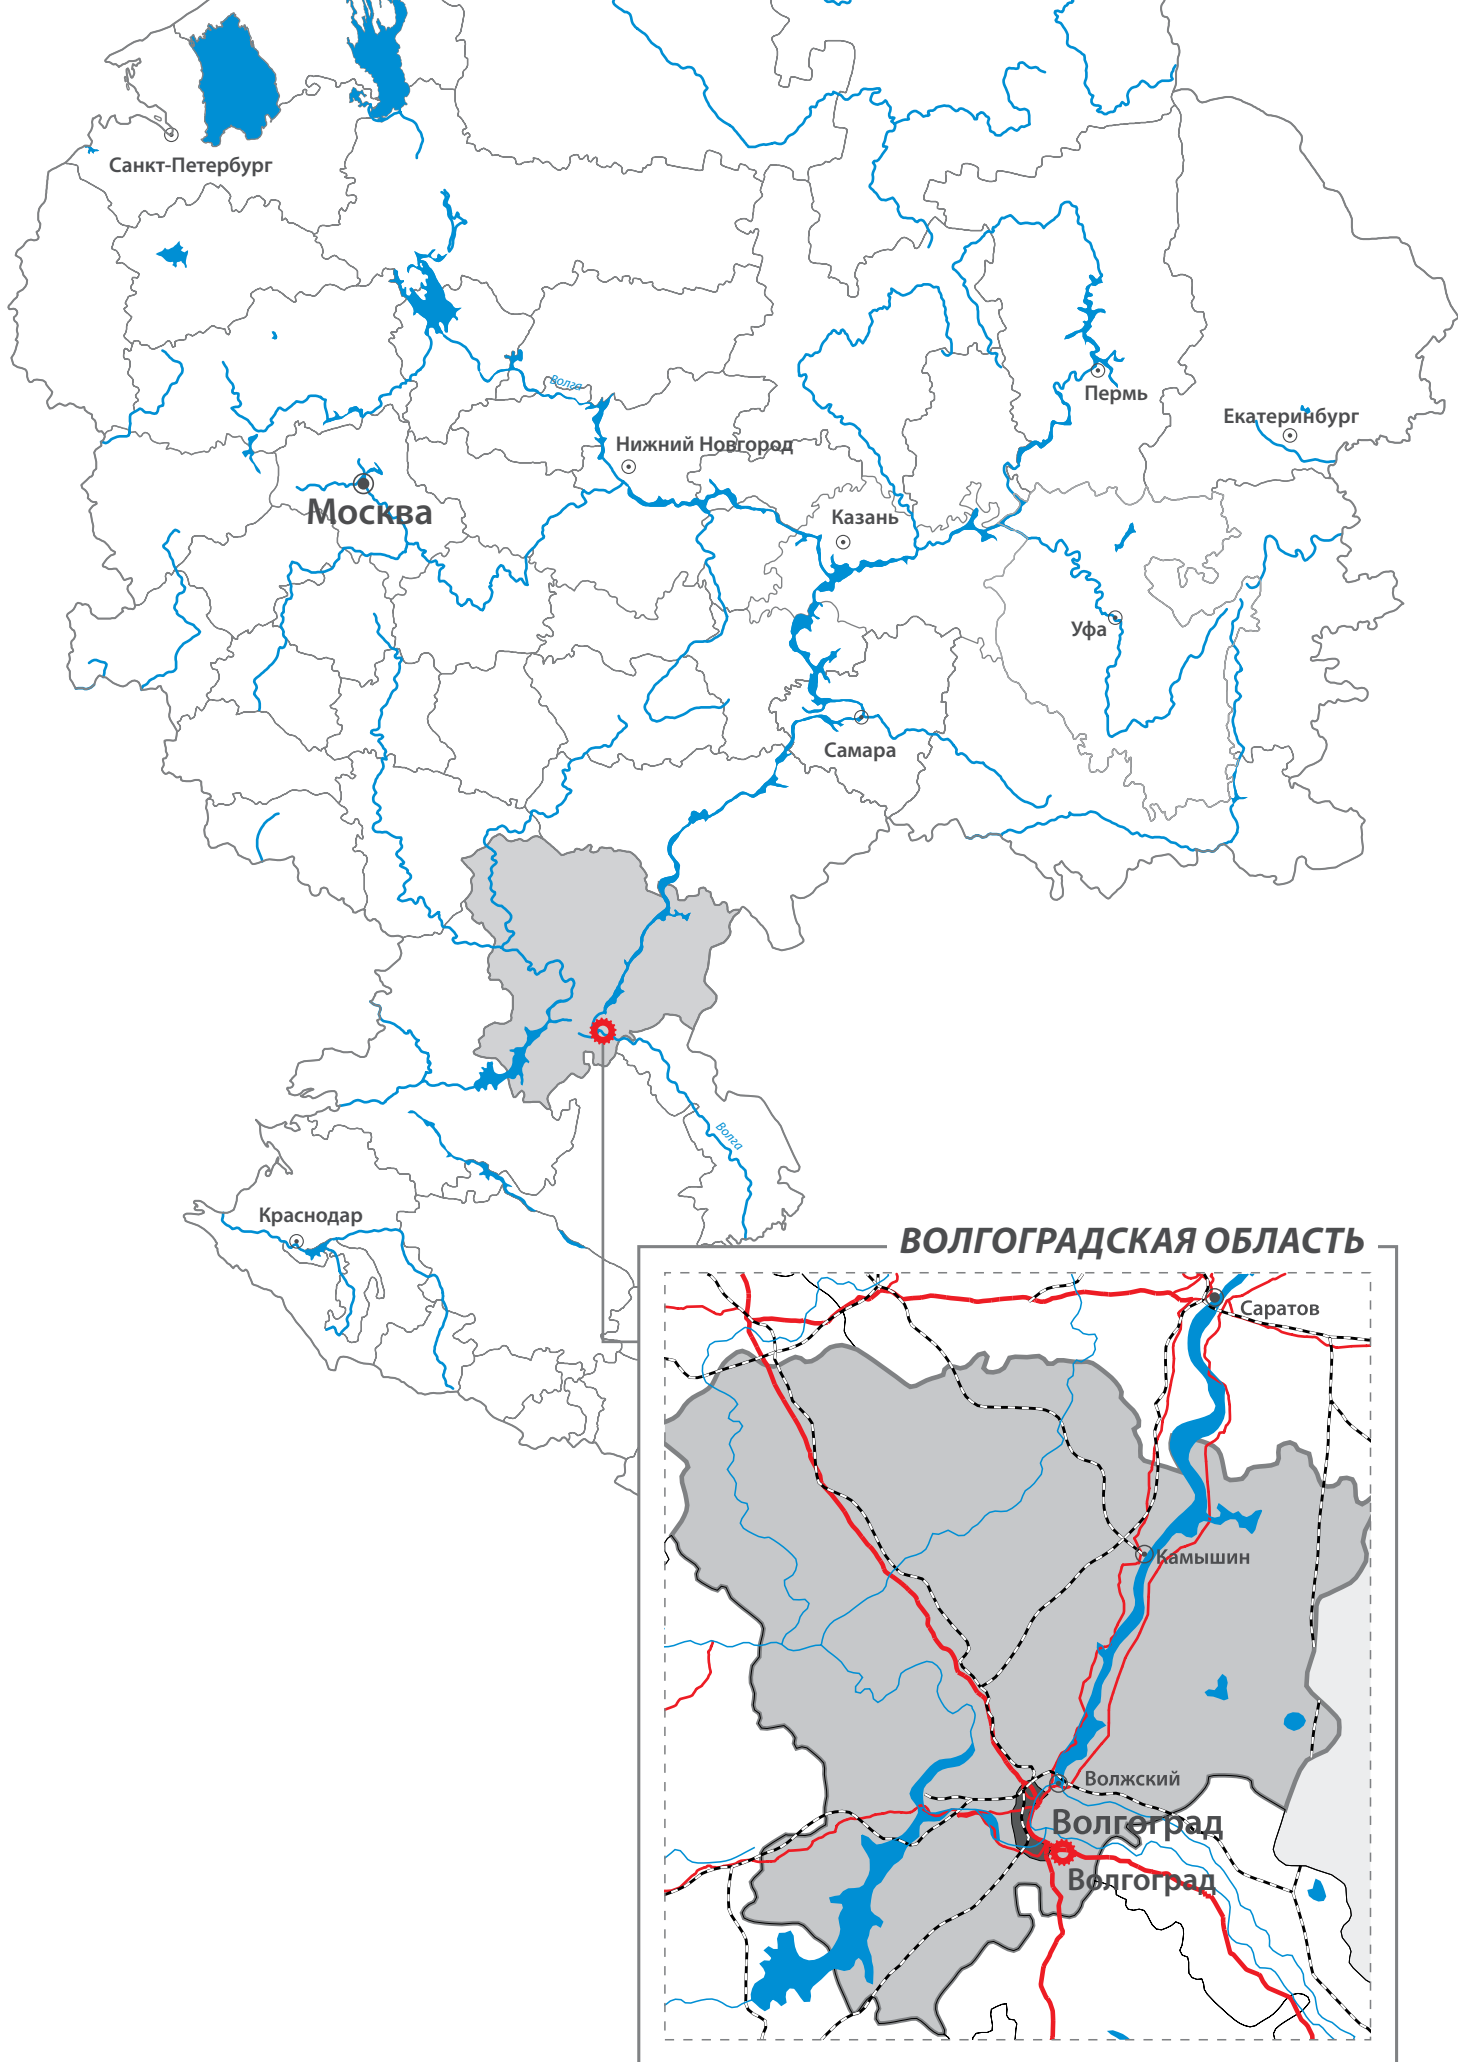 Санкт-Петербург
Волга
Пермь
Екатеринбург
Нижний Новгород
Москва
Казань
Уфа
Самара
Волга
Краснодар
ВОЛГОГРАДСКАЯ ОБЛАСТЬ
Саратов
Камышин
Волжский
Волгоград
Волгоград